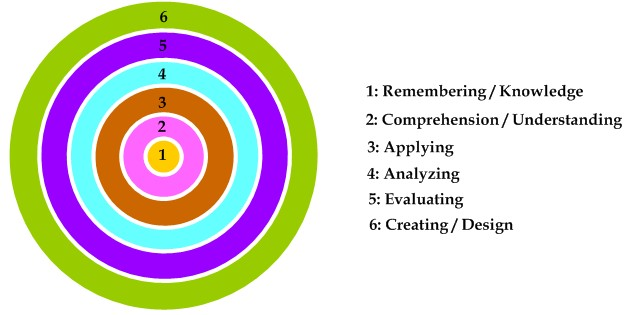 6
5
4
3
2
1
1: Remembering / Knowledge
2: Comprehension / Understanding
3: Applying
4: Analyzing
5: Evaluating
6: Creating / Design